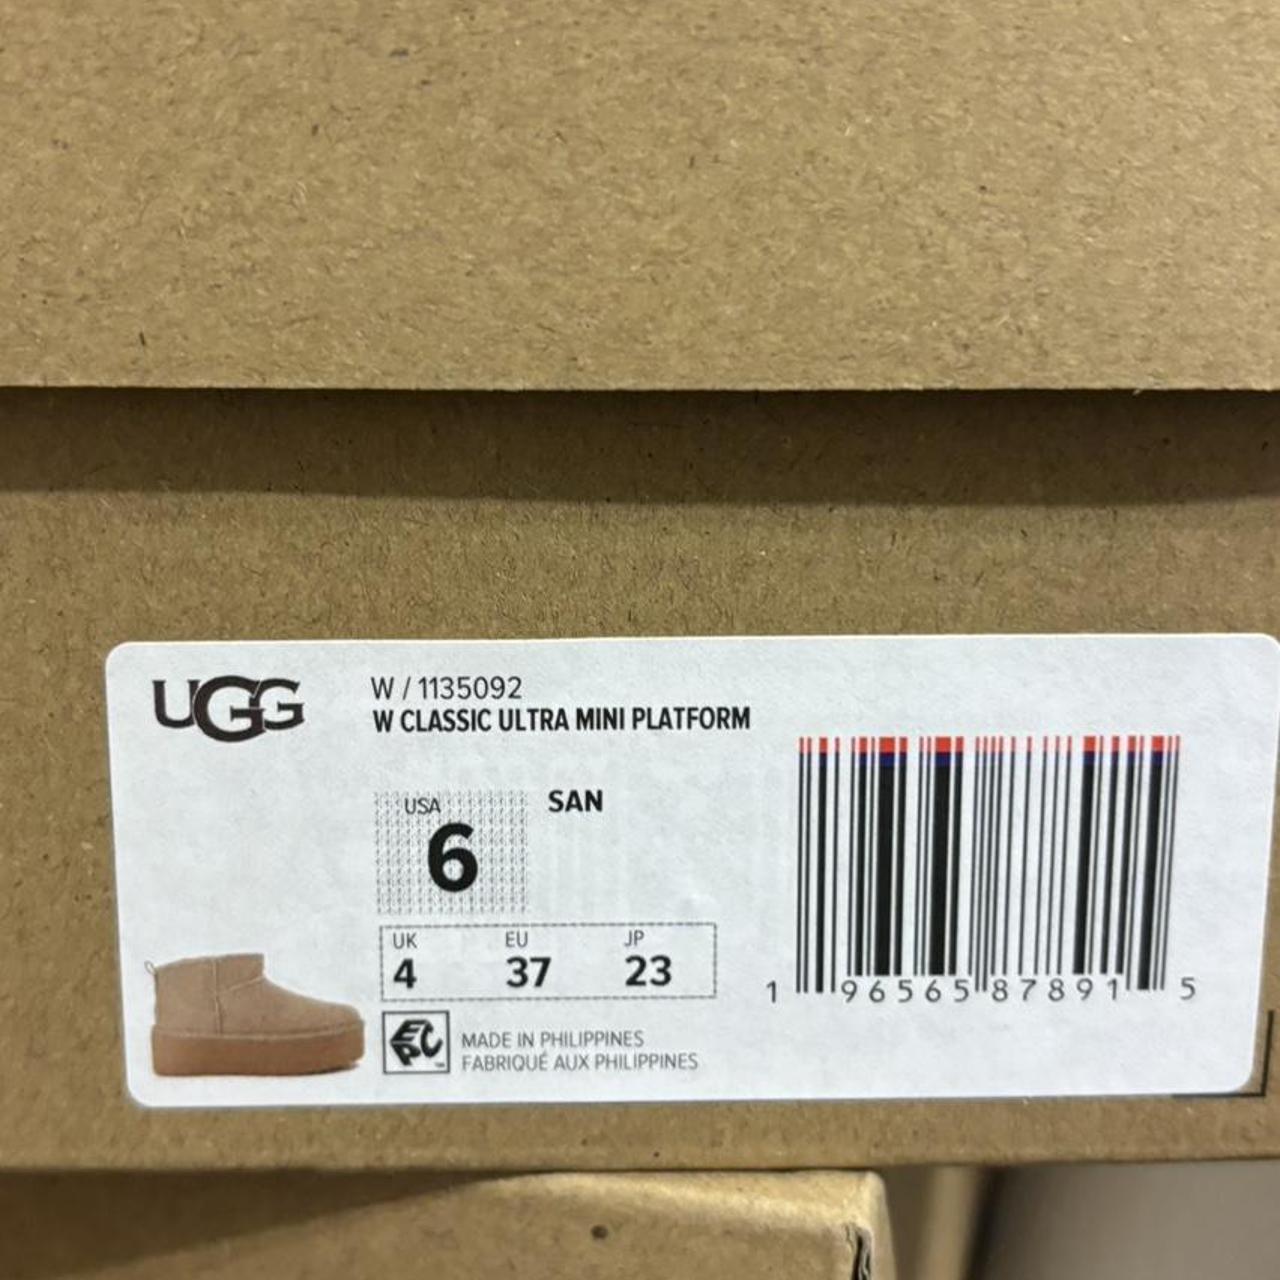 UGG
W / 1135092
W CLASSIC ULTRA MINI PLATFORM
USA
6
SAN
UK EU JP
4 37 23
EPC
MADE IN PHILIPPINES
FABRIQUÉ AUX PHILIPPINES
1 96565 87891 5